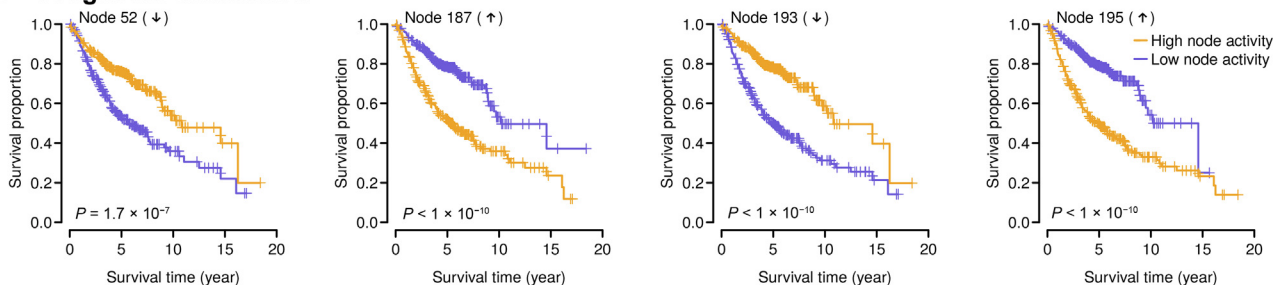 Node 52 (↓)
Survival proportion
1.0
0.8
0.6
0.4
0.2
0.0
P = 1.7 × 10⁻⁷
0 5 10 15 20
Survival time (year)
Node 187 (↑)
Survival proportion
1.0
0.8
0.6
0.4
0.2
0.0
P < 1 × 10⁻¹⁰
0 5 10 15 20
Survival time (year)
Node 193 (↓)
Survival proportion
1.0
0.8
0.6
0.4
0.2
0.0
P < 1 × 10⁻¹⁰
0 5 10 15 20
Survival time (year)
Node 195 (↑)
High node activity
Low node activity
Survival proportion
1.0
0.8
0.6
0.4
0.2
0.0
P < 1 × 10⁻¹⁰
0 5 10 15 20
Survival time (year)